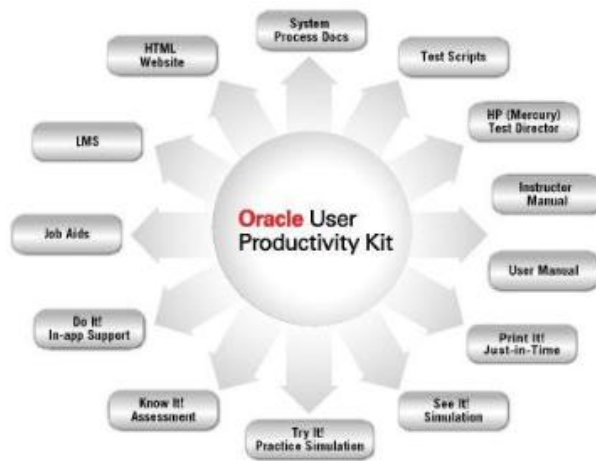 System
Process Docs
Test Scripts
HP (Mercury)
Test Director
Instructor
Manual
User Manual
Print It!
Just-in-Time
See It!
Simulation
Try It!
Practice Simulation
Know It!
Assessment
Do It!
In-app Support
Job Aids
LMS
HTML
Website
Oracle User
Productivity Kit